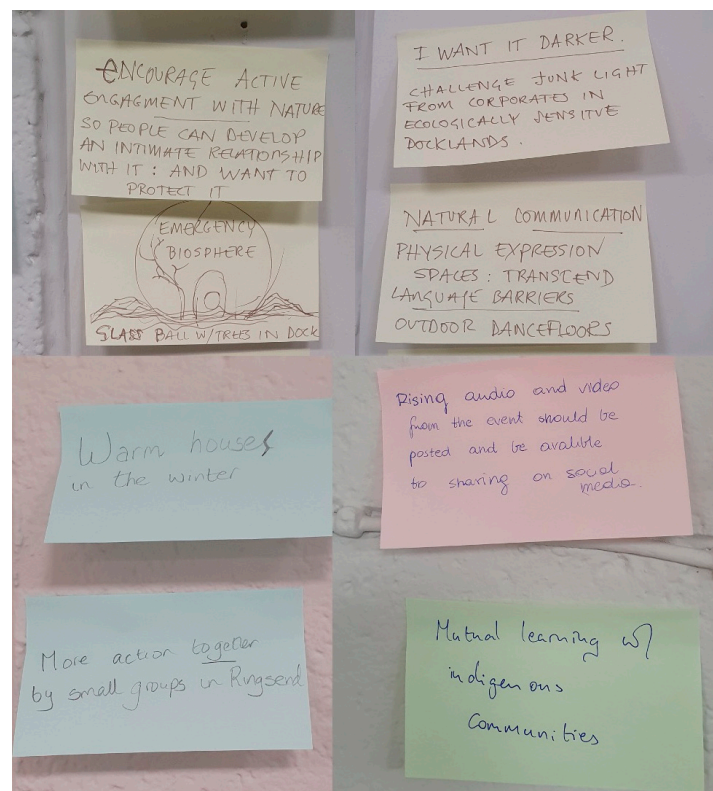 ENCOURAGE ACTIVE
ENGAGMENT WITH NATURE
SO PEOPLE CAN DEVELOP
AN INTIMATE RELATIONSHIP
WITH IT: AND WANT TO
PROTECT IT
EMERGENCY
BIOSPHERE
GLASS BALL W/TREES IN DOCK
I WANT IT DARKER.
CHALLENGE JUNK LIGHT
FROM CORPORATES IN
ECOLOGICALLY SENSITIVE
DOCKLANDS.
NATURAL COMMUNICATION
PHYSICAL EXPRESSION
SPACES: TRANSCEND
LANGUAGE BARRIERS
OUTDOOR DANCEFLOORS
Warm houses
in the winter
More action together
by small groups in Ringsend
Rising audio and video
from the event should be
posted and be avalible
to sharing on social
media.
Mutual learning w/
indigenous
Communities